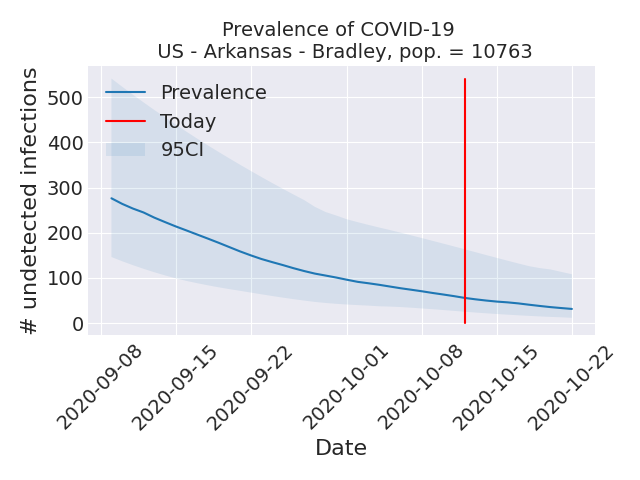 Prevalence of COVID-19
US - Arkansas - Bradley, pop. = 10763
# undetected infections
500
400
300
200
100
0
Prevalence
Today
95CI
2020-09-08
2020-09-15
2020-09-22
2020-10-01
2020-10-08
2020-10-15
2020-10-22
Date